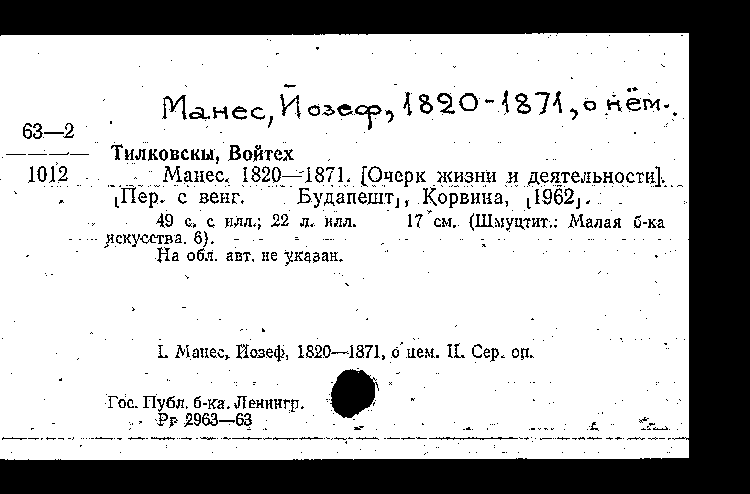 Манес, Йозеф, 1820-1871, о нём.
63—2
1012
Тилковскы, Войтех
Манес. 1820—1871. [Очерк жизни и деятельности].
[Пер. с венг. Будапешт], Корвина, [1962].
49 с. с илл.; 22 л. илл. 17 см. (Шмуцтит.: Малая б-ка
искусства. 6).
На обл. авт. не указан.
I. Манес, Йозеф, 1820—1871, о нем. II. Сер. оп.
Гос. Публ. б-ка. Ленингр.
Рг 2963—63